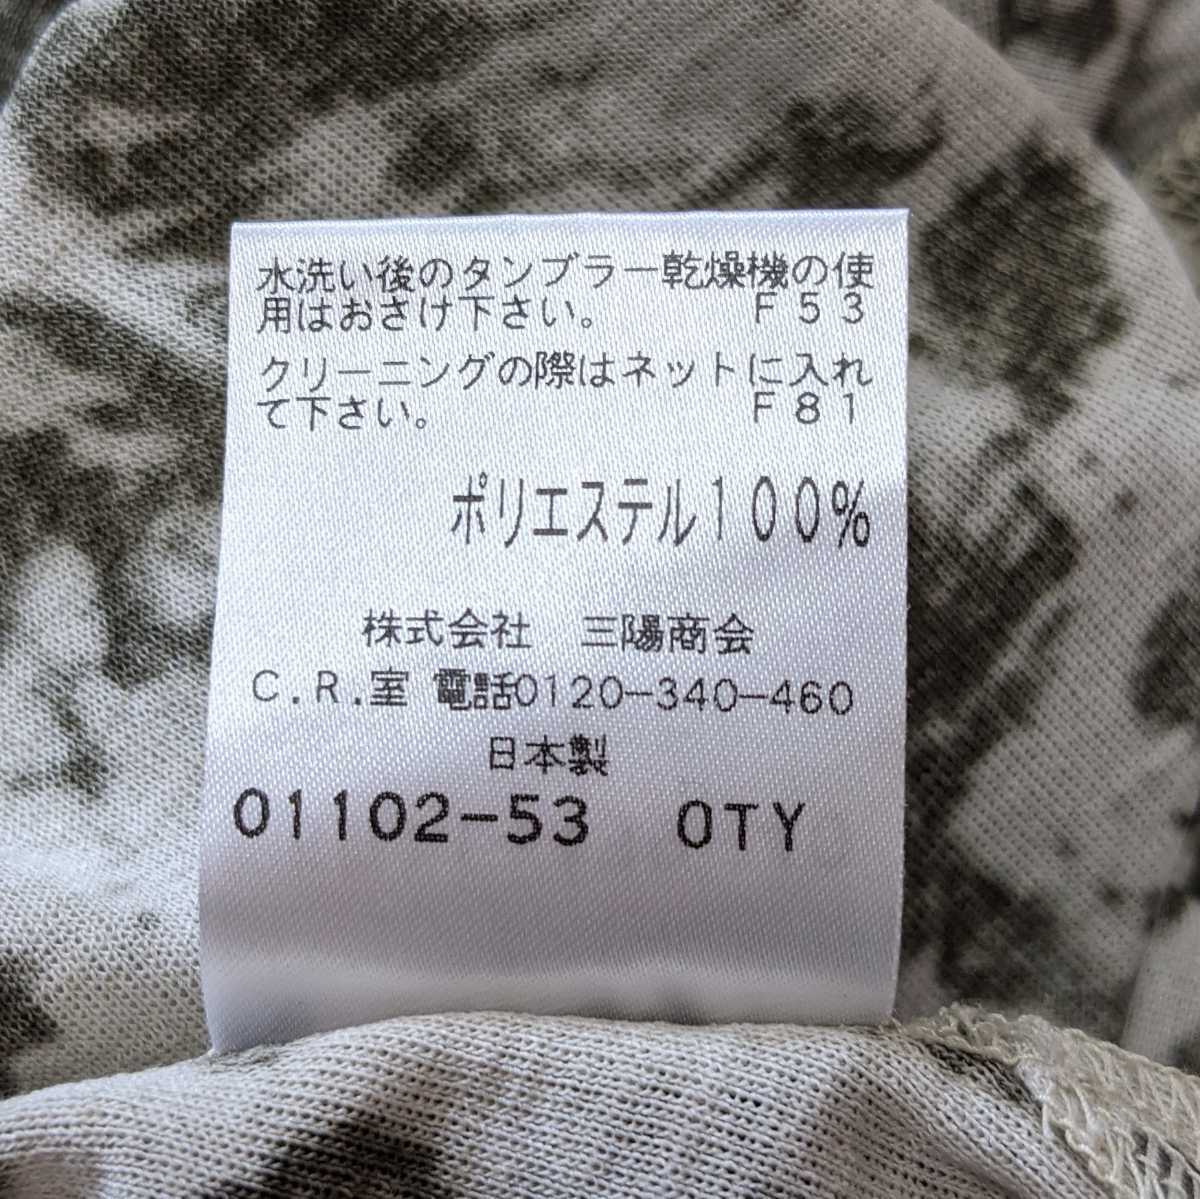 水洗い後のタンブラー乾燥機の使
用はおさけ下さい。 F53
クリーニングの際はネットに入れ
て下さい。 F81
ポリエステル100%
株式会社 三陽商会
C.R.室 電話0120-340-460
日本製
01102-53 0TY